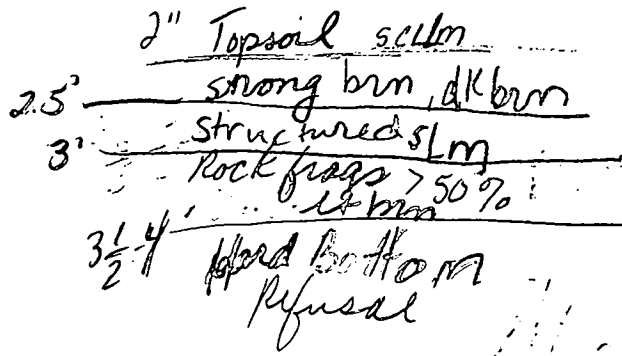 2" Topsoil scLm
strong brn, dk brn
2.5'
structured sLm
3'
Rock frags > 50%
lt brn
3 1/2-4'
Hard Bottom
Refusal